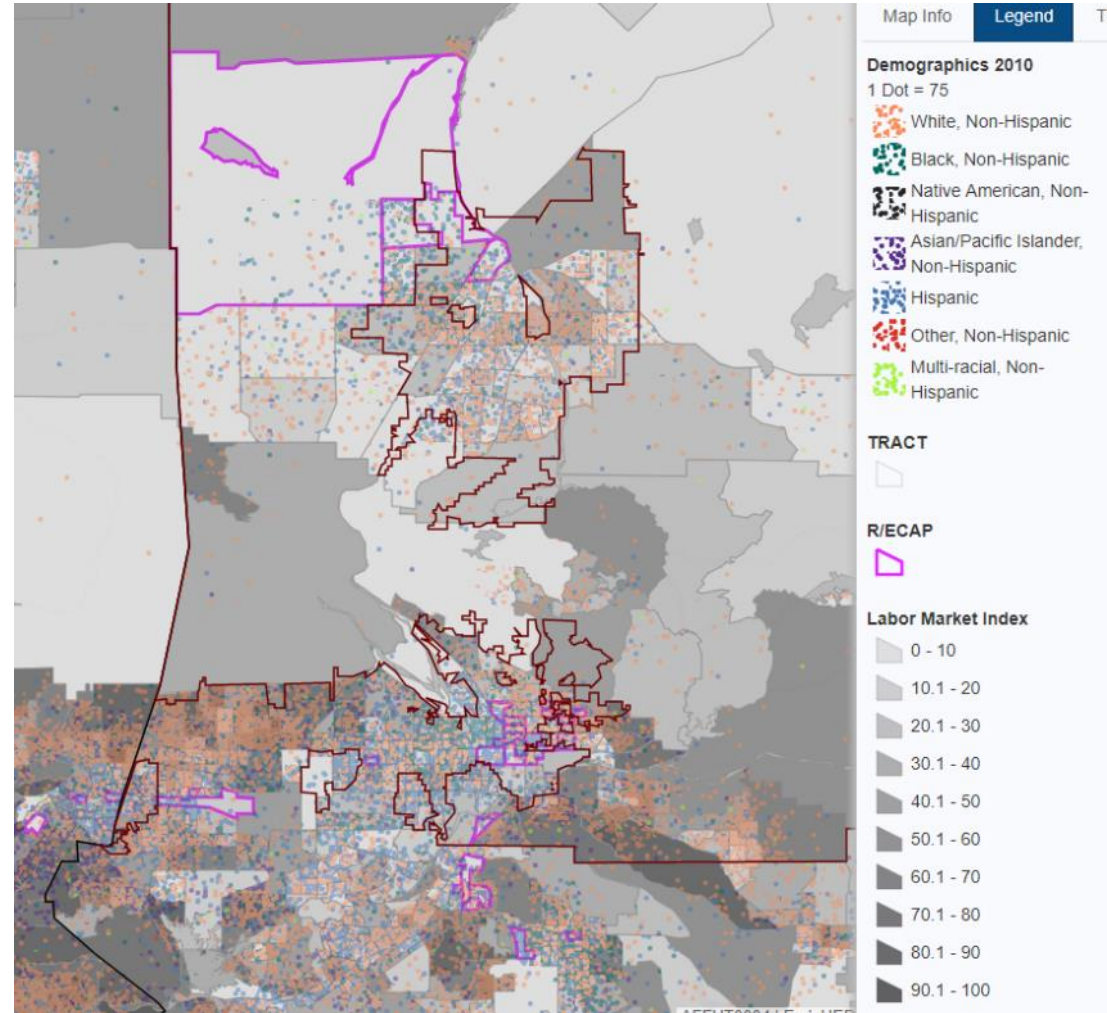 Map Info
Legend
T
Demographics 2010
1 Dot = 75
White, Non-Hispanic
Black, Non-Hispanic
Native American, Non-
Hispanic
Asian/Pacific Islander,
Non-Hispanic
Hispanic
Other, Non-Hispanic
Multi-racial, Non-
Hispanic
TRACT
R/ECAP
Labor Market Index
0 - 10
10.1 - 20
20.1 - 30
30.1 - 40
40.1 - 50
50.1 - 60
60.1 - 70
70.1 - 80
80.1 - 90
90.1 - 100